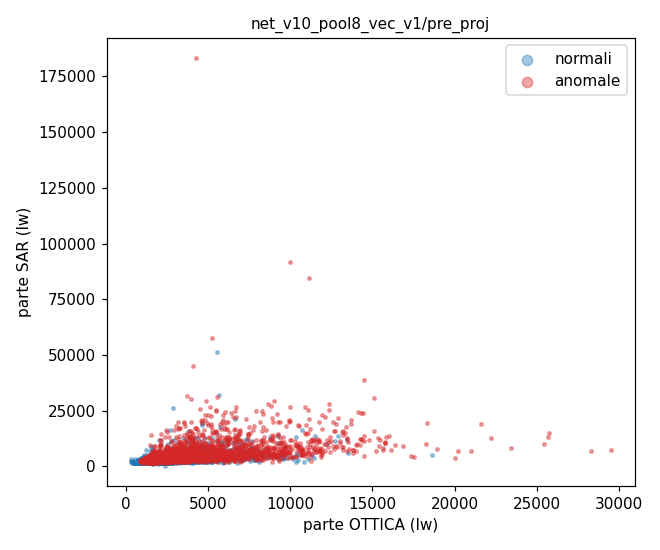 net_v10_pool8_vec_v1/pre_proj
normali
anomale
175000
150000
125000
100000
75000
50000
25000
0
parte SAR (lw)
0 5000 10000 15000 20000 25000 30000
parte OTTICA (lw)